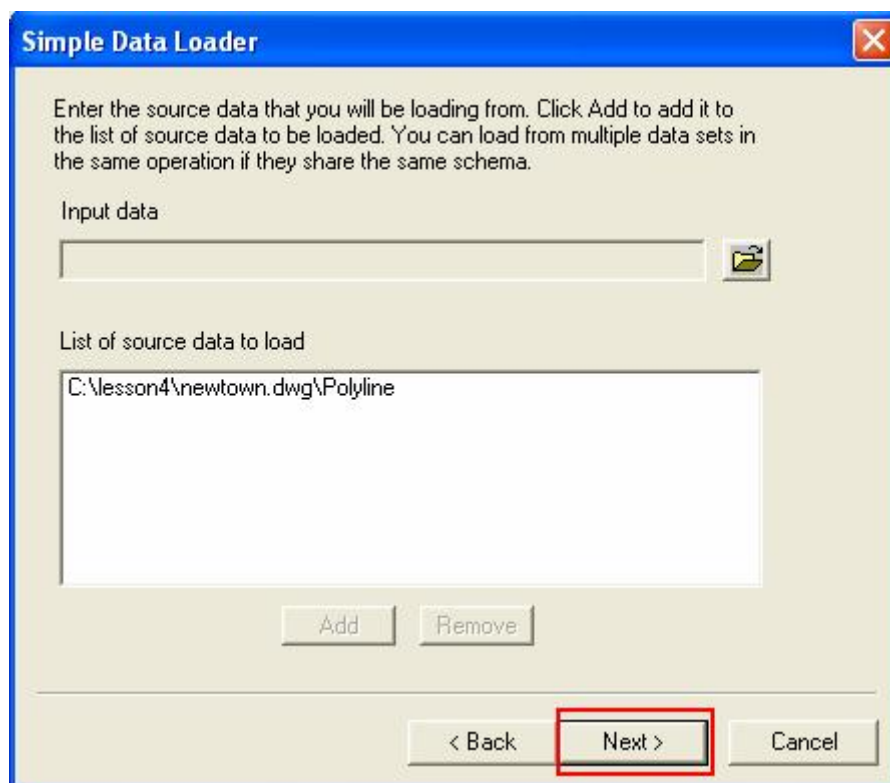 Simple Data Loader
Enter the source data that you will be loading from. Click Add to add it to
the list of source data to be loaded. You can load from multiple data sets in
the same operation if they share the same schema.
Input data
List of source data to load
C:\lesson4\newtown.dwg\Polyline
Add Remove
< Back Next > Cancel